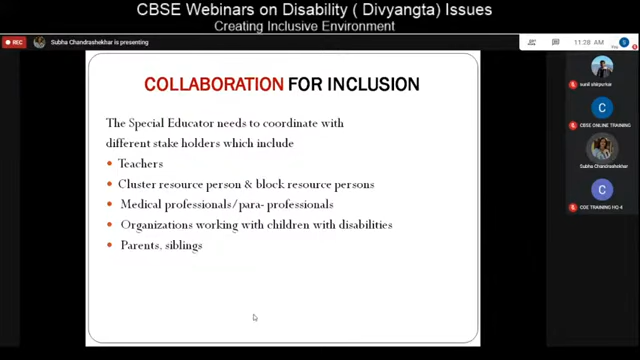 CBSE Webinars on Disability ( Divyangta) Issues
Creating Inclusive Environment
REC
Subha Chandrashekhar is presenting
11:28 AM
S
COLLABORATION FOR INCLUSION
The Special Educator needs to coordinate with
different stake holders which include
• Teachers
• Cluster resource person & block resource persons
• Medical professionals/para- professionals
• Organizations working with children with disabilities
• Parents, siblings
sunil shirpurkar
C
CBSE ONLINE TRAINING
Subha Chandrashekhar
C
COE TRAINING HQ-4